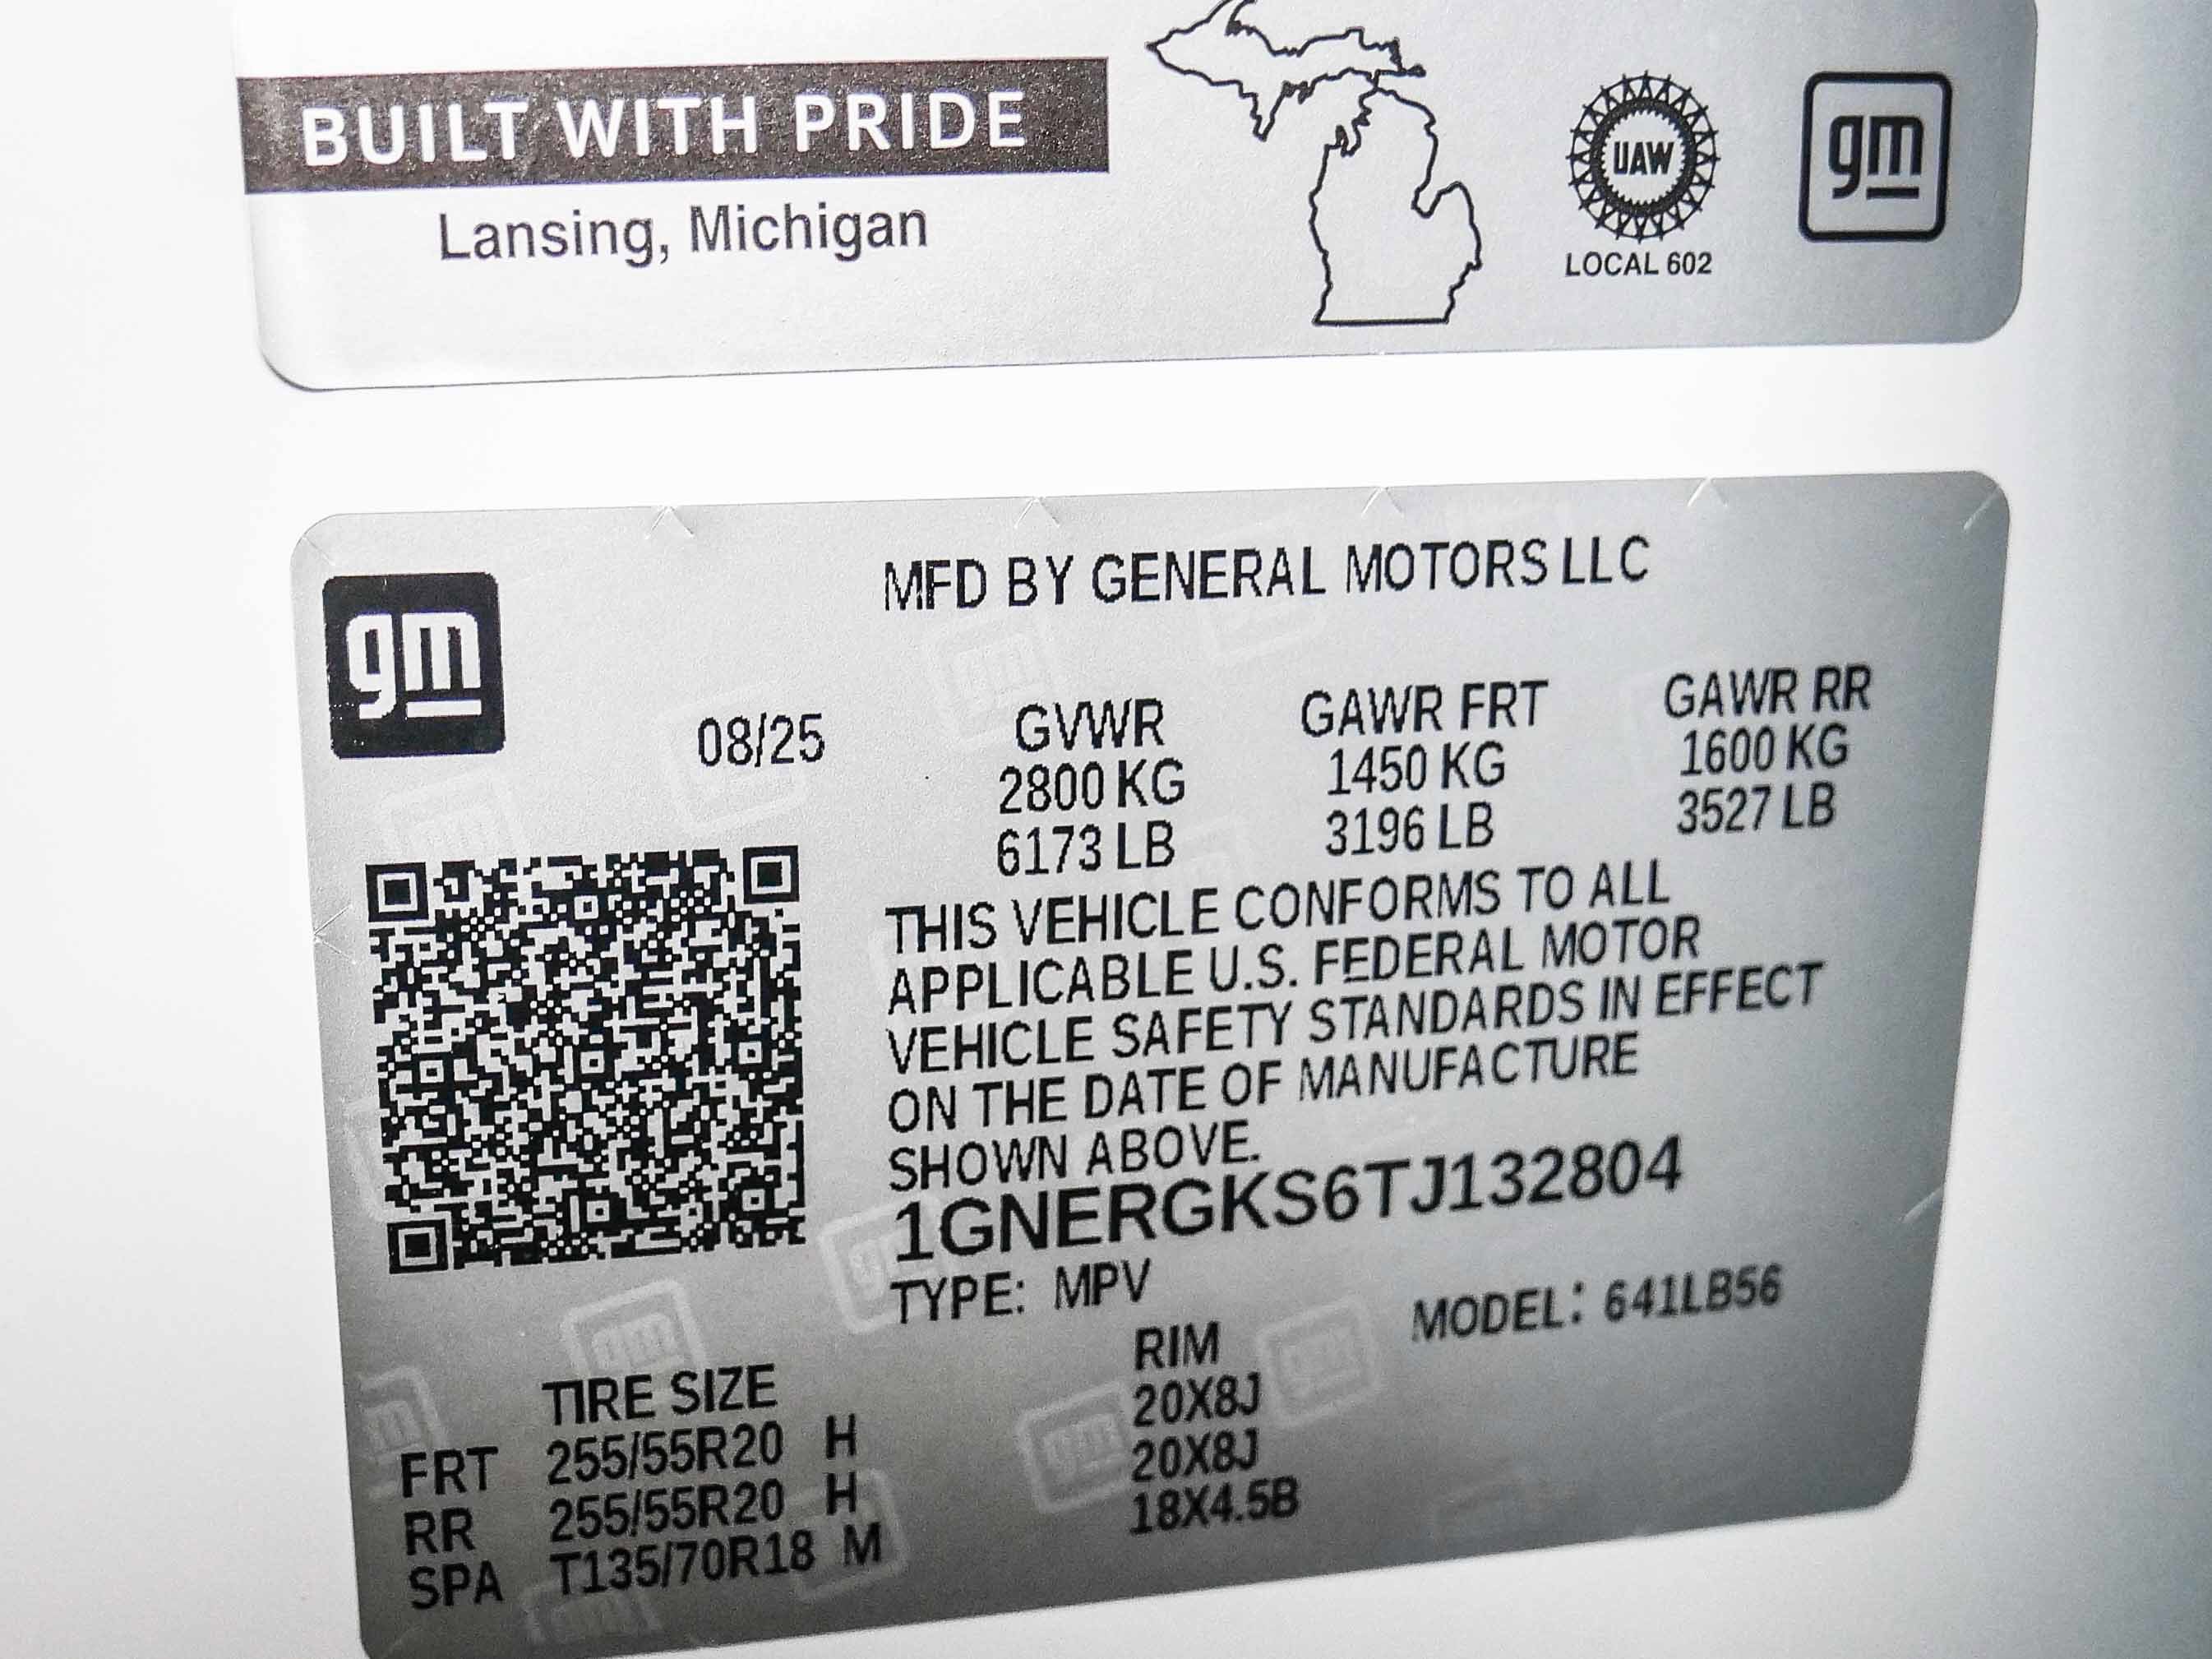 BUILT WITH PRIDE
Lansing, Michigan
UAW
LOCAL 602
gm
MFD BY GENERAL MOTORS LLC
gm
08/25
GVWR GAWR FRT GAWR RR
2800 KG 1450 KG 1600 KG
6173 LB 3196 LB 3527 LB
THIS VEHICLE CONFORMS TO ALL
APPLICABLE U.S. FEDERAL MOTOR
VEHICLE SAFETY STANDARDS IN EFFECT
ON THE DATE OF MANUFACTURE
SHOWN ABOVE.
1GNERGKS6TJ132804
TYPE: MPV MODEL: 641LB56
TIRE SIZE RIM
FRT 255/55R20 H 20X8J
RR 255/55R20 H 20X8J
SPA T135/70R18 M 18X4.5B